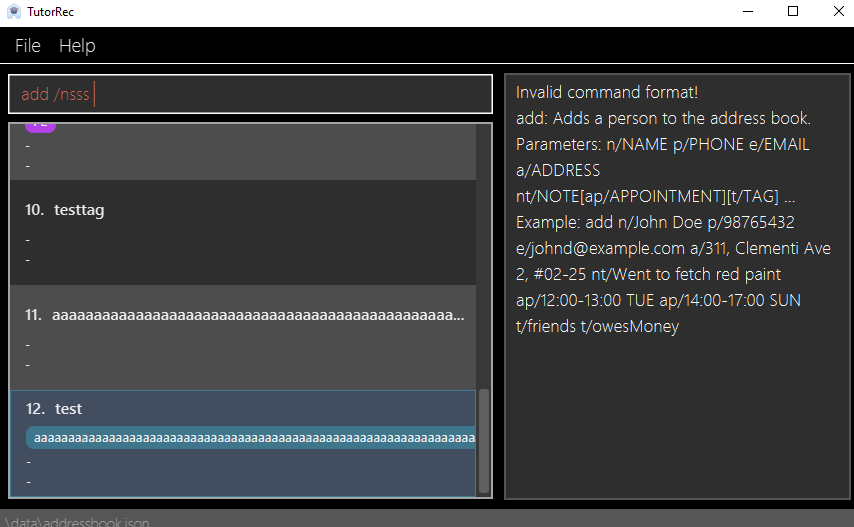 TutorRec
File Help
add /nsss
-
-
10. testtag
-
-
11. aaaaaaaaaaaaaaaaaaaaaaaaaaaaaaaaaaaaaaaaaaaaaaaa...
-
-
12. test
-
-
Invalid command format!
add: Adds a person to the address book.
Parameters: n/NAME p/PHONE e/EMAIL
a/ADDRESS
nt/NOTE[ap/APPOINTMENT][t/TAG] ...
Example: add n/John Doe p/98765432
e/johnd@example.com a/311, Clementi Ave
2, #02-25 nt/Went to fetch red paint
ap/12:00-13:00 TUE ap/14:00-17:00 SUN
t/friends t/owesMoney
.\data\addressbook.json